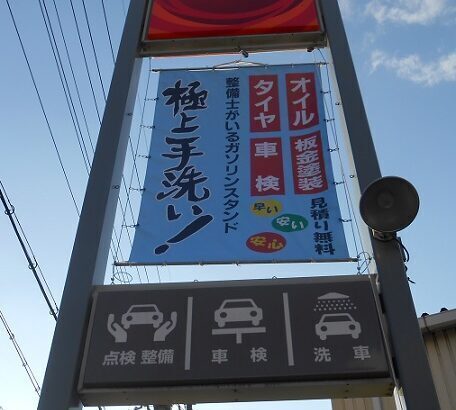 オイル 板金塗装 見積り無料
タイヤ 車検
早い 安い 安心
整備士がいるガソリンスタンド
極上手洗い!
点検 整備
車検
洗車